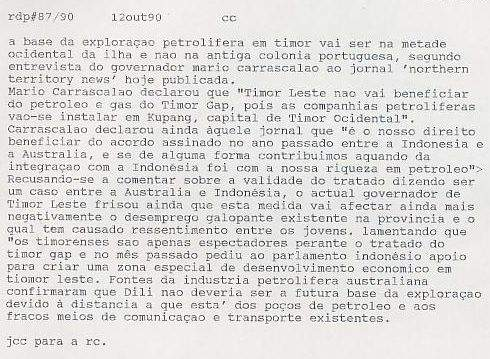 rdp#87/90 12out90 cc
a base da exploraçao petrolifera em timor vai ser na metade
ocidental da ilha e nao na antiga colonia portuguesa, segundo
entrevista do governador mario carrascalao ao jornal 'northern
territory news' hoje publicada.
Mario Carrascalao declarou que "Timor Leste nao vai beneficiar
do petroleo e gas do Timor Gap, pois as companhias petroliferas
vao-se instalar em Kupang, capital de Timor Ocidental".
Carrascalao declarou ainda àquele jornal que "è o nosso direito
beneficiar do acordo assinado no ano passado entre a Indonesia e
a Australia, e se de alguma forma contribuimos aquando da
integraçao com a Indonésia foi com a nossa riqueza em petroleo">
Recusando-se a comentar sobre a validade do tratado dizendo ser
um caso entre a Australia e Indonésia, o actual governador de
Timor Leste frisou ainda que esta medida vai afectar ainda mais
negativamente o desemprego galopante existente na provincia e o
qual tem causado ressentimento entre os jovens. lamentando que
"os timorenses sao apenas espectadores perante o tratado do
timor gap e no mês passado pediu ao parlamento indonésio apoio
para criar uma zona especial de desenvolvimento economico em
tiomor leste. Fontes da industria petrolifera australiana
confirmaram que Dili nao deveria ser a futura base da exploraçao
devido à distancia a que esta' dos poços de petroleo e aos
fracos meios de comunicaçao e transporte existentes.
jcc para a rc.